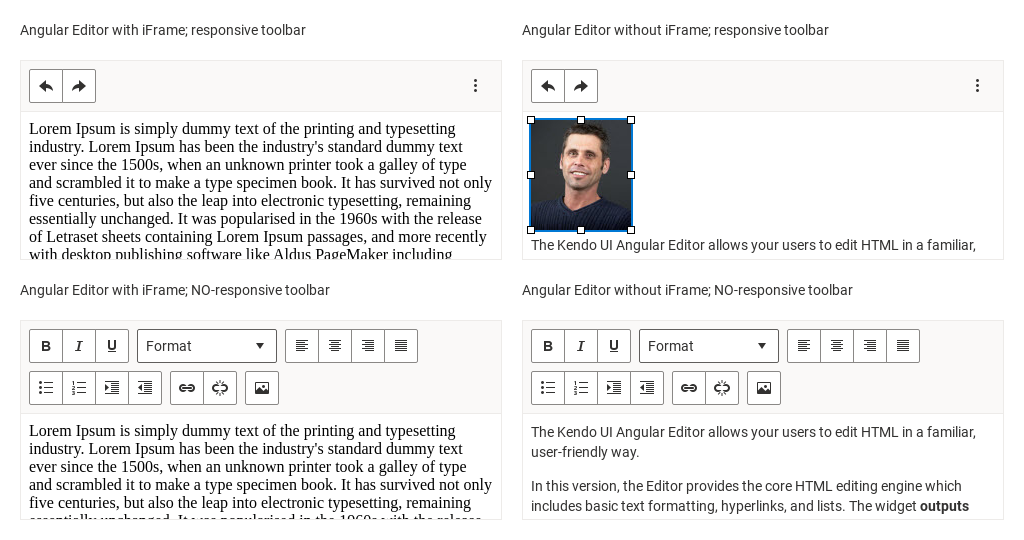 Angular Editor with iFrame; responsive toolbar
Lorem Ipsum is simply dummy text of the printing and typesetting
industry. Lorem Ipsum has been the industry's standard dummy text
ever since the 1500s, when an unknown printer took a galley of type
and scrambled it to make a type specimen book. It has survived not only
five centuries, but also the leap into electronic typesetting, remaining
essentially unchanged. It was popularised in the 1960s with the release
of Letraset sheets containing Lorem Ipsum passages, and more recently
with desktop publishing software like Aldus PageMaker including
Angular Editor without iFrame; responsive toolbar
The Kendo UI Angular Editor allows your users to edit HTML in a familiar,
Angular Editor with iFrame; NO-responsive toolbar
B I U Format
Lorem Ipsum is simply dummy text of the printing and typesetting
industry. Lorem Ipsum has been the industry's standard dummy text
ever since the 1500s, when an unknown printer took a galley of type
and scrambled it to make a type specimen book. It has survived not only
five centuries, but also the leap into electronic typesetting, remaining
essentially unchanged. It was popularised in the 1960s with the release
Angular Editor without iFrame; NO-responsive toolbar
B I U Format
The Kendo UI Angular Editor allows your users to edit HTML in a familiar,
user-friendly way.
In this version, the Editor provides the core HTML editing engine which
includes basic text formatting, hyperlinks, and lists. The widget outputs